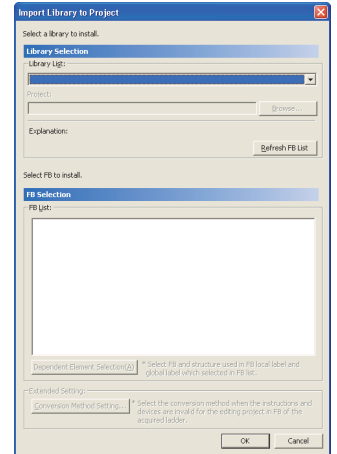 Import Library to Project
Select a library to install.
Library Selection
Library List:
Project:
Browse...
Explanation:
Refresh FB List
Select FB to install.
FB Selection
FB List:
Dependent Element Selection(A)
* Select FB and structure used in FB local label and
global label which selected in FB list.
Extended Setting:
Conversion Method Setting...
* Select the conversion method when the instructions and
devices are invalid for the editing project in FB of the
acquired ladder.
OK
Cancel